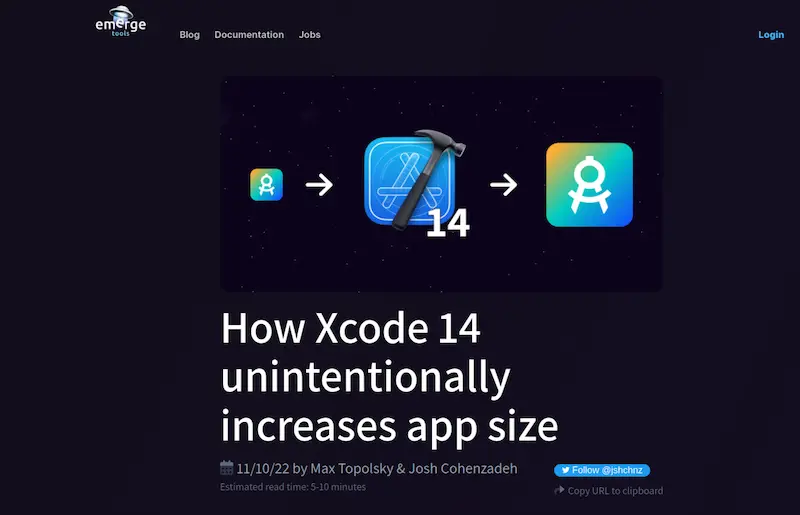 emerge
tools
Blog Documentation Jobs Login
14
How Xcode 14
unintentionally
increases app size
11/10/22 by Max Topolsky & Josh Cohenzadeh
Follow @jshchnz
Estimated read time: 5-10 minutes
Copy URL to clipboard